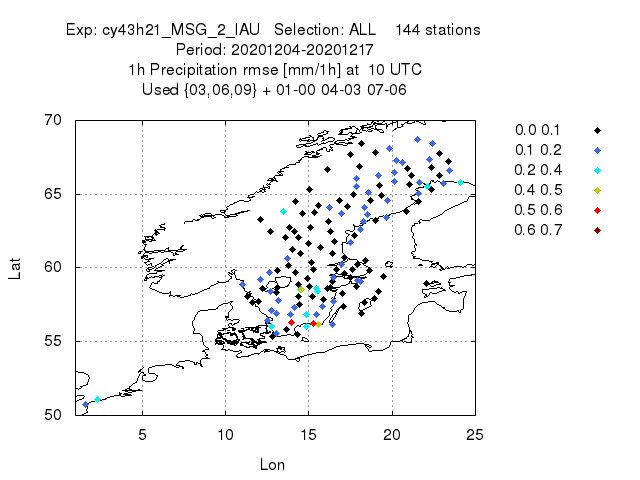 Exp: cy43h21_MSG_2_IAU Selection: ALL 144 stations
Period: 20201204-20201217
1h Precipitation rmse [mm/1h] at 10 UTC
Used {03,06,09} + 01-00 04-03 07-06
70
65
60
55
50
5 10 15 20 25
Lat
Lon
0.0 0.1
0.1 0.2
0.2 0.4
0.4 0.5
0.5 0.6
0.6 0.7